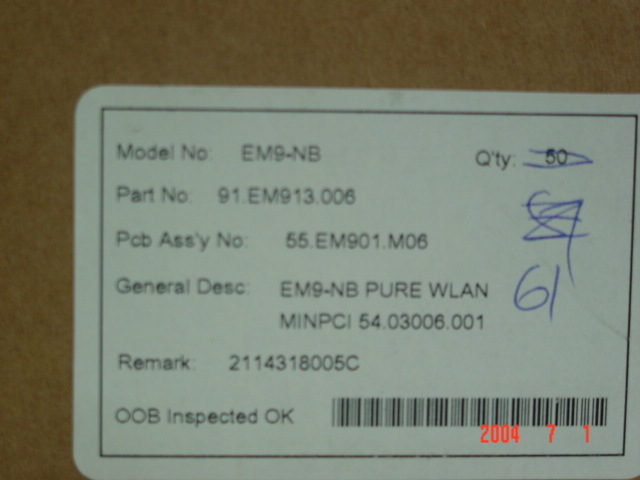 Model No: EM9-NB Q'ty: 50
Part No: 91.EM913.006
Pcb Ass'y No: 55.EM901.M06
General Desc: EM9-NB PURE WLAN
61
MINPCI 54.03006.001
Remark: 2114318005C
OOB Inspected OK
2004 7 1